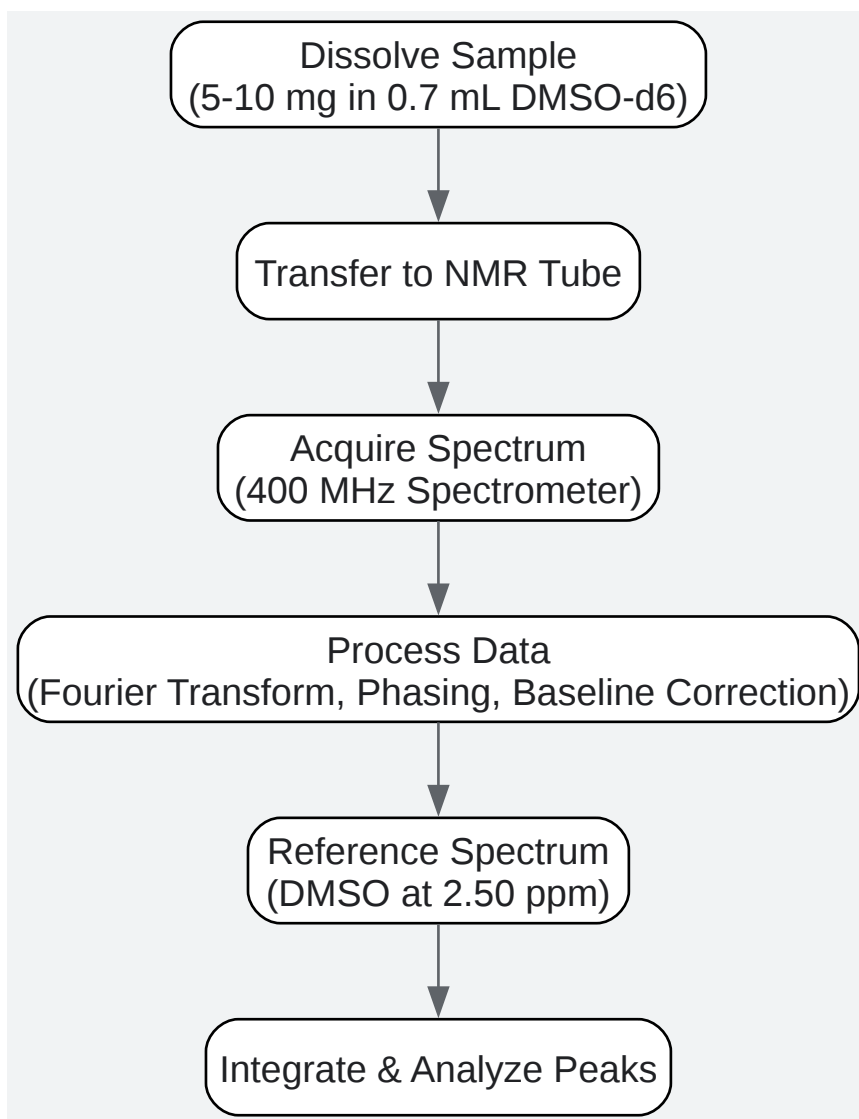 Dissolve Sample
(5-10 mg in 0.7 mL DMSO-d6)
Transfer to NMR Tube
Acquire Spectrum
(400 MHz Spectrometer)
Process Data
(Fourier Transform, Phasing, Baseline Correction)
Reference Spectrum
(DMSO at 2.50 ppm)
Integrate & Analyze Peaks